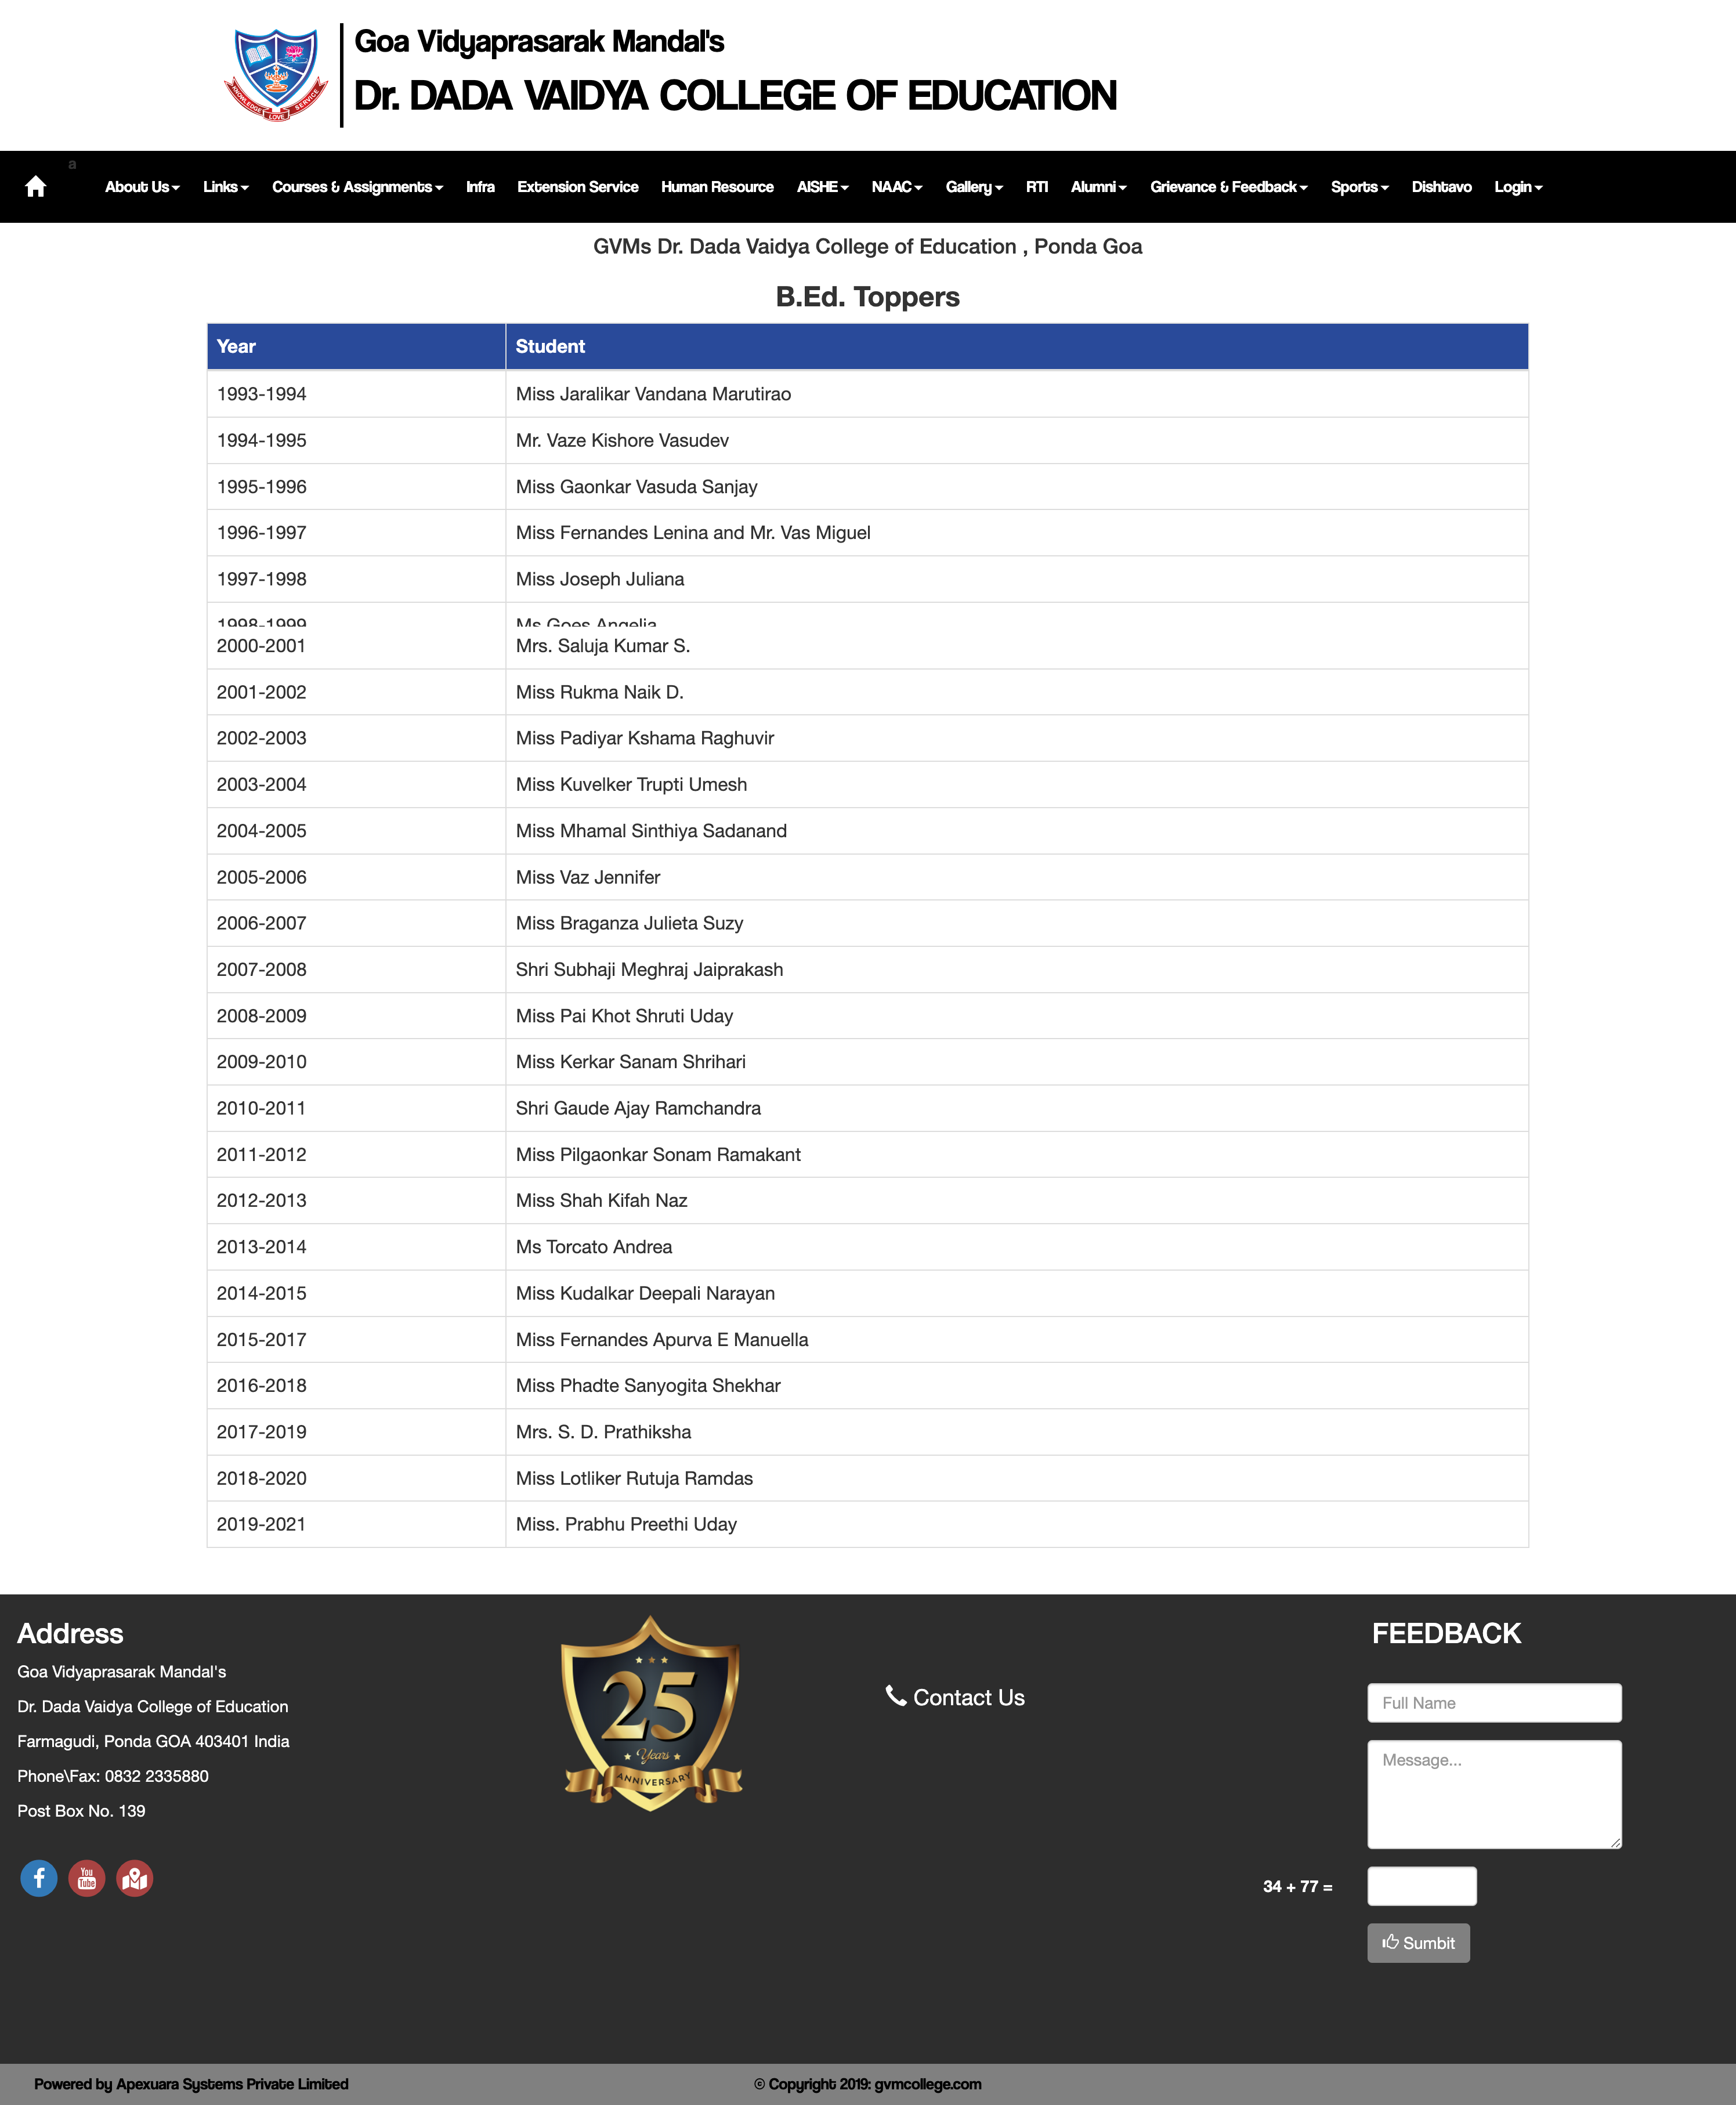 KNOWLEDGE LOVE SERVICE
Goa Vidyaprasarak Mandal's
Dr. DADA VAIDYA COLLEGE OF EDUCATION
a
About Us Links Courses & Assignments Infra Extension Service Human Resource AISHE NAAC Gallery RTI Alumni Grievance & Feedback Sports Dishtavo Login
GVMs Dr. Dada Vaidya College of Education , Ponda Goa
B.Ed. Toppers
Year Student
1993-1994 Miss Jaralikar Vandana Marutirao
1994-1995 Mr. Vaze Kishore Vasudev
1995-1996 Miss Gaonkar Vasuda Sanjay
1996-1997 Miss Fernandes Lenina and Mr. Vas Miguel
1997-1998 Miss Joseph Juliana
1998-1999 Ms Goes
2000-2001 Mrs. Saluja Kumar S.
2001-2002 Miss Rukma Naik D.
2002-2003 Miss Padiyar Kshama Raghuvir
2003-2004 Miss Kuvelker Trupti Umesh
2004-2005 Miss Mhamal Sinthiya Sadanand
2005-2006 Miss Vaz Jennifer
2006-2007 Miss Braganza Julieta Suzy
2007-2008 Shri Subhaji Meghraj Jaiprakash
2008-2009 Miss Pai Khot Shruti Uday
2009-2010 Miss Kerkar Sanam Shrihari
2010-2011 Shri Gaude Ajay Ramchandra
2011-2012 Miss Pilgaonkar Sonam Ramakant
2012-2013 Miss Shah Kifah Naz
2013-2014 Ms Torcato Andrea
2014-2015 Miss Kudalkar Deepali Narayan
2015-2017 Miss Fernandes Apurva E Manuella
2016-2018 Miss Phadte Sanyogita Shekhar
2017-2019 Mrs. S. D. Prathiksha
2018-2020 Miss Lotliker Rutuja Ramdas
2019-2021 Miss. Prabhu Preethi Uday
Address
Goa Vidyaprasarak Mandal's
Dr. Dada Vaidya College of Education
Farmagudi, Ponda GOA 403401 India
Phone\Fax: 0832 2335880
Post Box No. 139
You
Tube
25
Years
ANNIVERSARY
Contact Us
FEEDBACK
Full Name
Message...
34 + 77 =
Sumbit
Powered by Apexuara Systems Private Limited
© Copyright 2019: gvmcollege.com